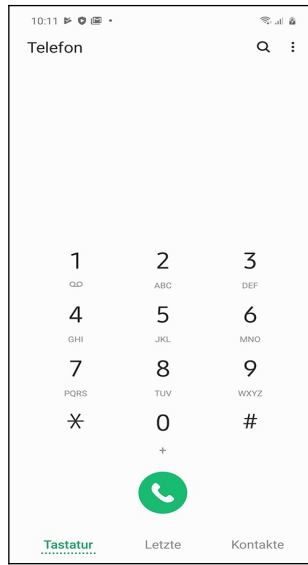 10:11
Telefon
1 2 3
ABC DEF
4 5 6
GHI JKL MNO
7 8 9
PQRS TUV WXYZ
* 0 #
+
Tastatur Letzte Kontakte